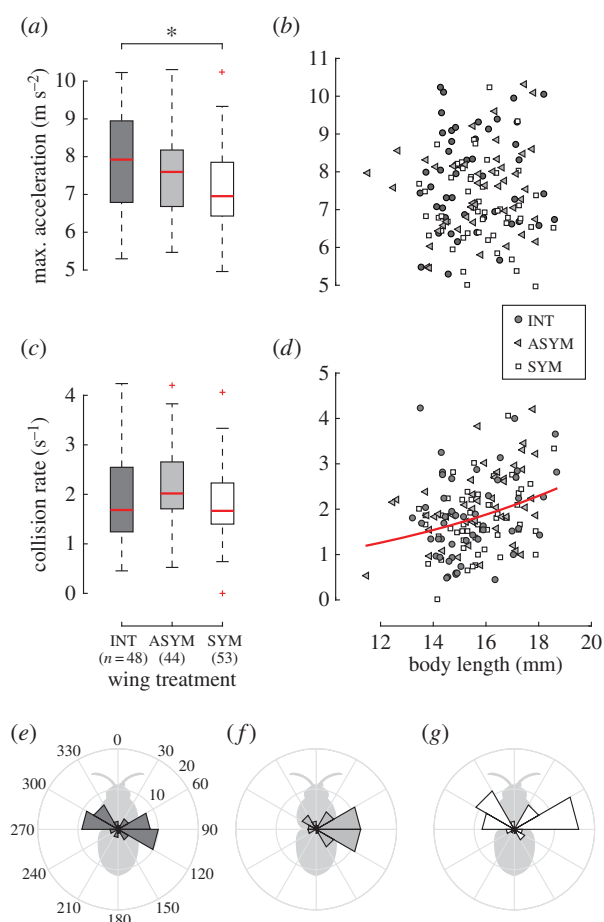 (a)
(b)
*
10
9
8
7
6
5
max. acceleration (m s⁻²)
11
10
9
8
7
6
5
INT
ASYM
SYM
(c)
(d)
5
4
3
2
1
0
collision rate (s⁻¹)
5
4
3
2
1
0
INT ASYM SYM
(n = 48) (44) (53)
wing treatment
12 14 16 18 20
body length (mm)
(e)
(f)
(g)
0
30
60
90
120
150
180
210
240
270
300
330
20
10